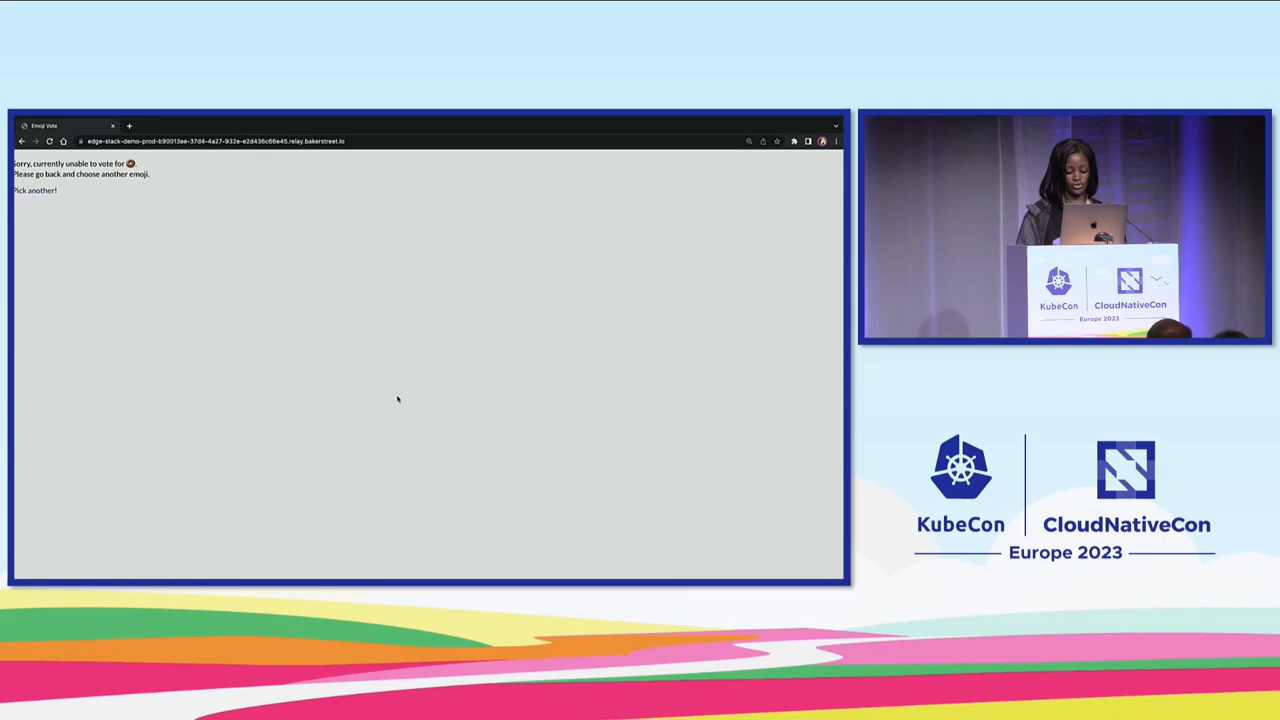 Emoji Vote
edge-stack-demo-prod-b90013ee-37d4-4a27-932e-e2d436c66e45.relay.bakerstreet.io
Sorry, currently unable to vote for 🍩.
Please go back and choose another emoji.
Pick another!
KubeCon
CloudNativeCon
Europe 2023
KubeCon
CloudNativeCon
Europe 2023